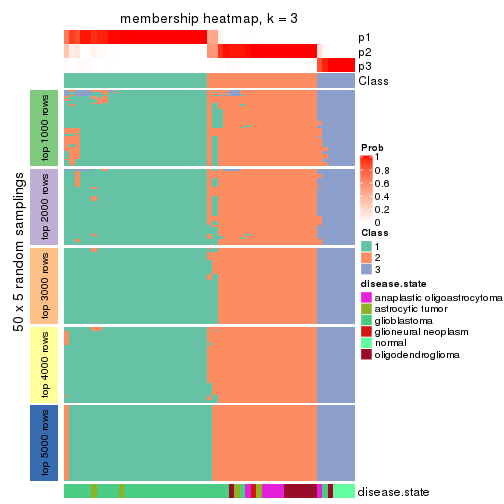 membership heatmap, k = 3
p1
p2
p3
Class
50 x 5 random samplings
top 1000 rows
top 2000 rows
top 3000 rows
top 4000 rows
top 5000 rows
Prob
1
0.8
0.6
0.4
0.2
0
Class
1
2
3
disease.state
anaplastic oligoastrocytoma
astrocytic tumor
glioblastoma
glioneural neoplasm
normal
oligodendroglioma
disease.state